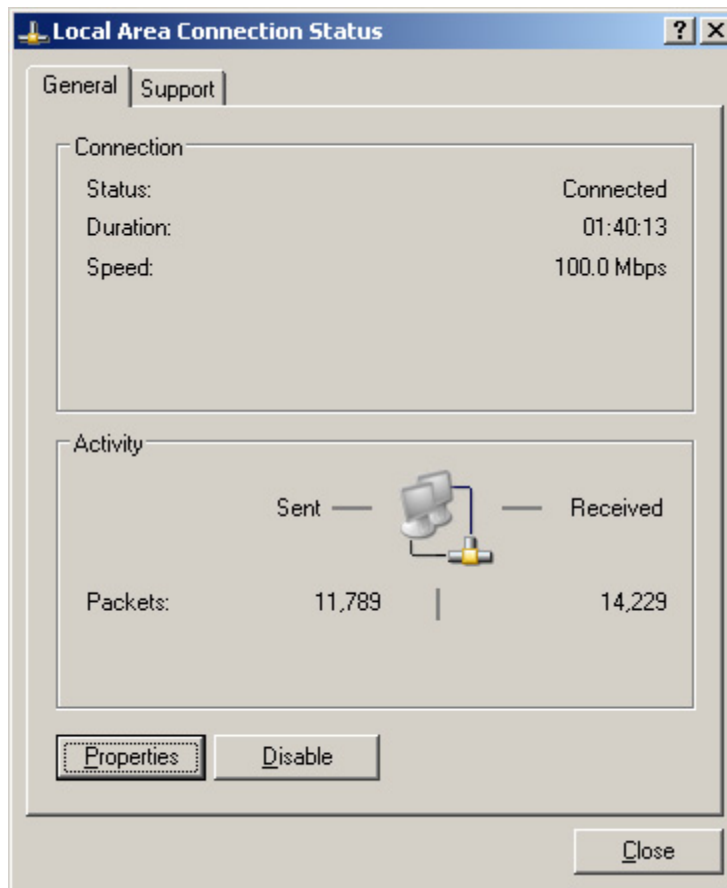 Local Area Connection Status
? X
General Support
Connection
Status: Connected
Duration: 01:40:13
Speed: 100.0 Mbps
Activity
Sent Received
Packets: 11,789 14,229
Properties Disable
Close